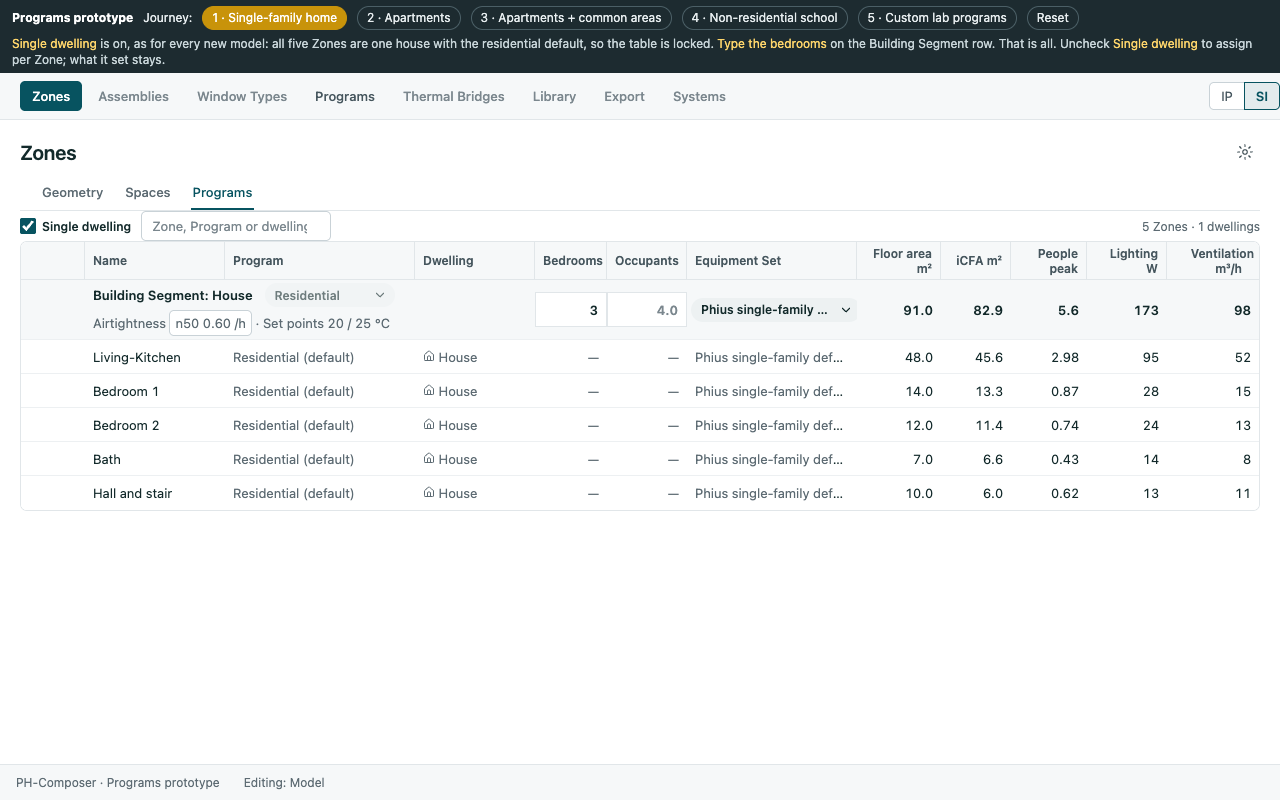 Programs prototype Journey: 1 · Single-family home 2 · Apartments 3 · Apartments + common areas 4 · Non-residential school 5 · Custom lab programs Reset
Single dwelling is on, as for every new model: all five Zones are one house with the residential default, so the table is locked. Type the bedrooms on the Building Segment row. That is all. Uncheck Single dwelling to assign
per Zone; what it set stays.
Zones Assemblies Window Types Programs Thermal Bridges Library Export Systems IP SI
Zones
Geometry Spaces Programs
Single dwelling Zone, Program or dwelling 5 Zones · 1 dwellings
Name Program Dwelling Bedrooms Occupants Equipment Set Floor area m² iCFA m² People peak Lighting W Ventilation m³/h
Building Segment: House Residential 3 4.0 Phius single-family ... 91.0 82.9 5.6 173 98
Airtightness n50 0.60 /h · Set points 20 / 25 °C
Living-Kitchen Residential (default) House — — Phius single-family def... 48.0 45.6 2.98 95 52
Bedroom 1 Residential (default) House — — Phius single-family def... 14.0 13.3 0.87 28 15
Bedroom 2 Residential (default) House — — Phius single-family def... 12.0 11.4 0.74 24 13
Bath Residential (default) House — — Phius single-family def... 7.0 6.6 0.43 14 8
Hall and stair Residential (default) House — — Phius single-family def... 10.0 6.0 0.62 13 11
PH-Composer · Programs prototype Editing: Model